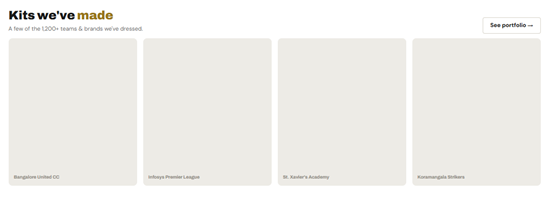 Kits we've made
A few of the 1,200+ teams & brands we've dressed.
See portfolio →
Bangalore United CC
Infosys Premier League
St. Xavier's Academy
Koramangala Strikers